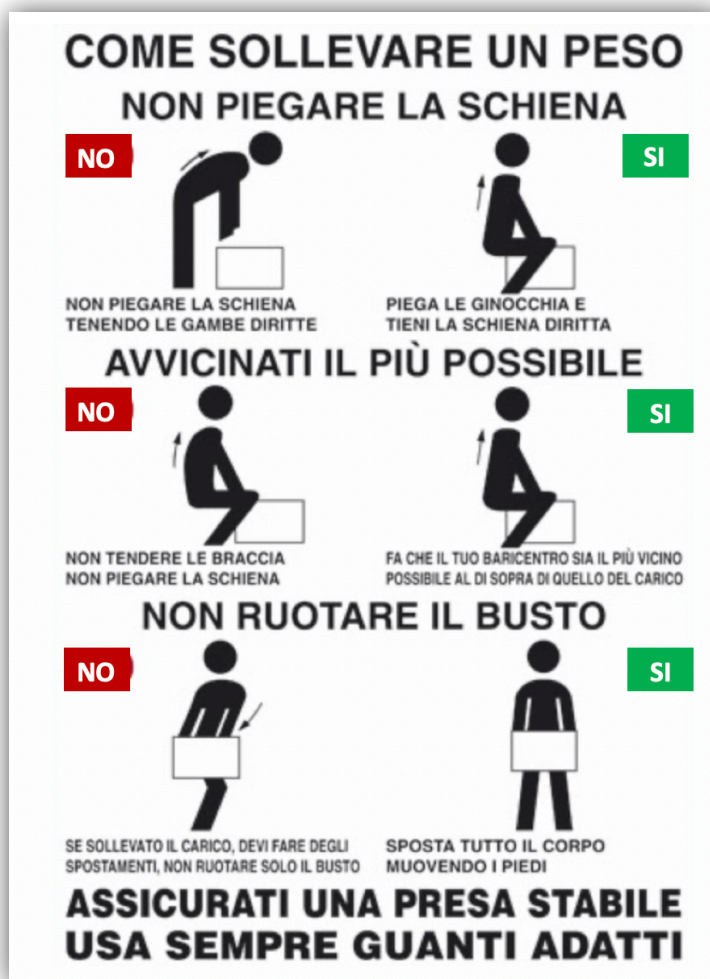 COME SOLLEVARE UN PESO
NON PIEGARE LA SCHIENA
NO
SI
NON PIEGARE LA SCHIENA
TENENDO LE GAMBE DIRITTE
PIEGA LE GINOCCHIA E
TIENI LA SCHIENA DIRITTA
AVVICINATI IL PIÙ POSSIBILE
NO
SI
NON TENDERE LE BRACCIA
NON PIEGARE LA SCHIENA
FA CHE IL TUO BARICENTRO SIA IL PIÙ VICINO
POSSIBILE AL DI SOPRA DI QUELLO DEL CARICO
NON RUOTARE IL BUSTO
NO
SI
SE SOLLEVATO IL CARICO, DEVI FARE DEGLI
SPOSTAMENTI, NON RUOTARE SOLO IL BUSTO
SPOSTA TUTTO IL CORPO
MUOVENDO I PIEDI
ASSICURATI UNA PRESA STABILE
USA SEMPRE GUANTI ADATTI